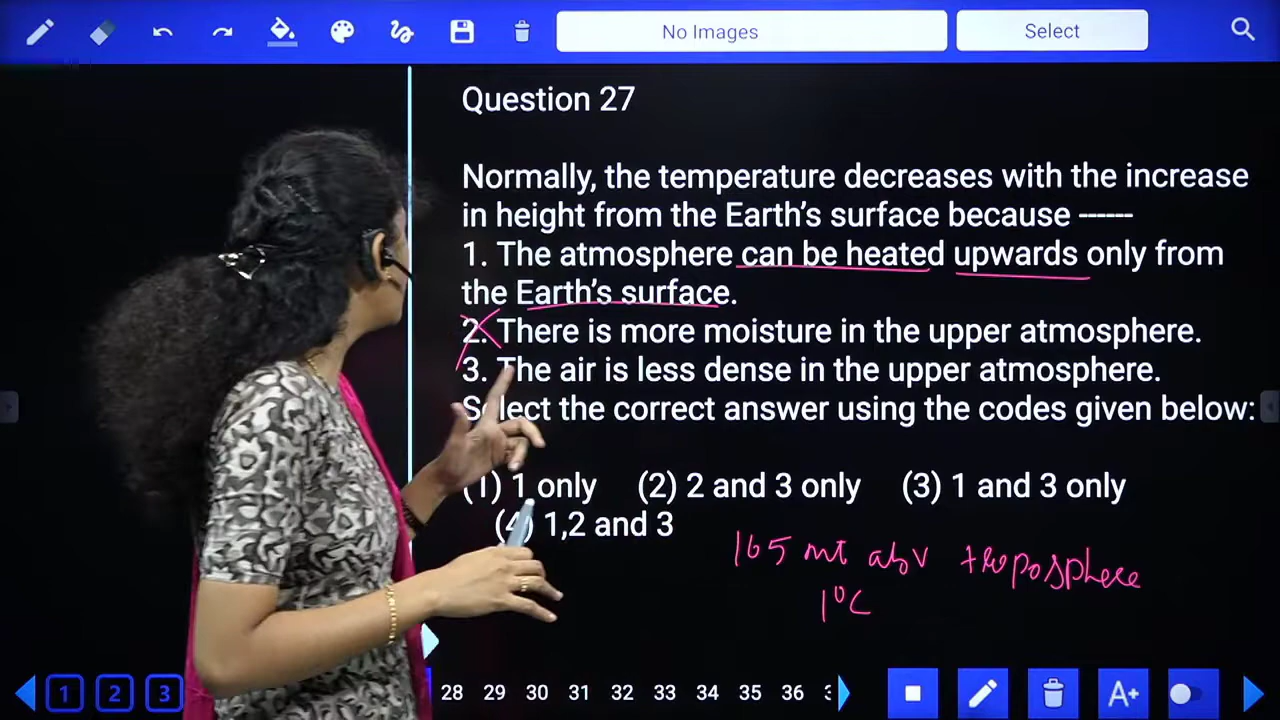 No Images
Select
Question 27
Normally, the temperature decreases with the increase
in height from the Earth's surface because ------
1. The atmosphere can be heated upwards only from
the Earth's surface.
2. There is more moisture in the upper atmosphere.
3. The air is less dense in the upper atmosphere.
Select the correct answer using the codes given below:
(1) 1 only (2) 2 and 3 only (3) 1 and 3 only
(4) 1,2 and 3
165 mt abv troposphere
1°C
1 2 3 28 29 30 31 32 33 34 35 36 A+